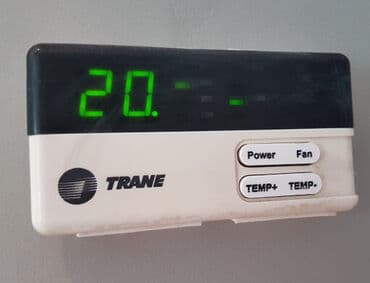 20.
Power Fan
TEMP+ TEMP-
TRANE